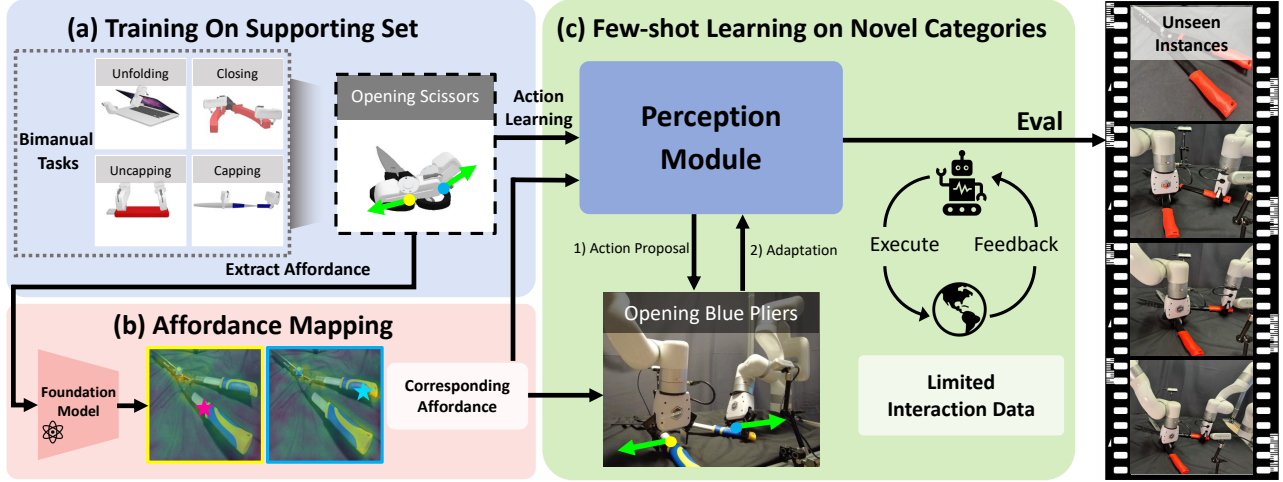 (a) Training On Supporting Set
Bimanual
Tasks
Unfolding
Closing
Uncapping
Capping
Opening Scissors
Action
Learning
Extract Affordance
(b) Affordance Mapping
Foundation
Model
Corresponding
Affordance
(c) Few-shot Learning on Novel Categories
Perception
Module
1) Action Proposal
2) Adaptation
Opening Blue Pliers
Execute
Feedback
Limited
Interaction Data
Eval
Unseen
Instances